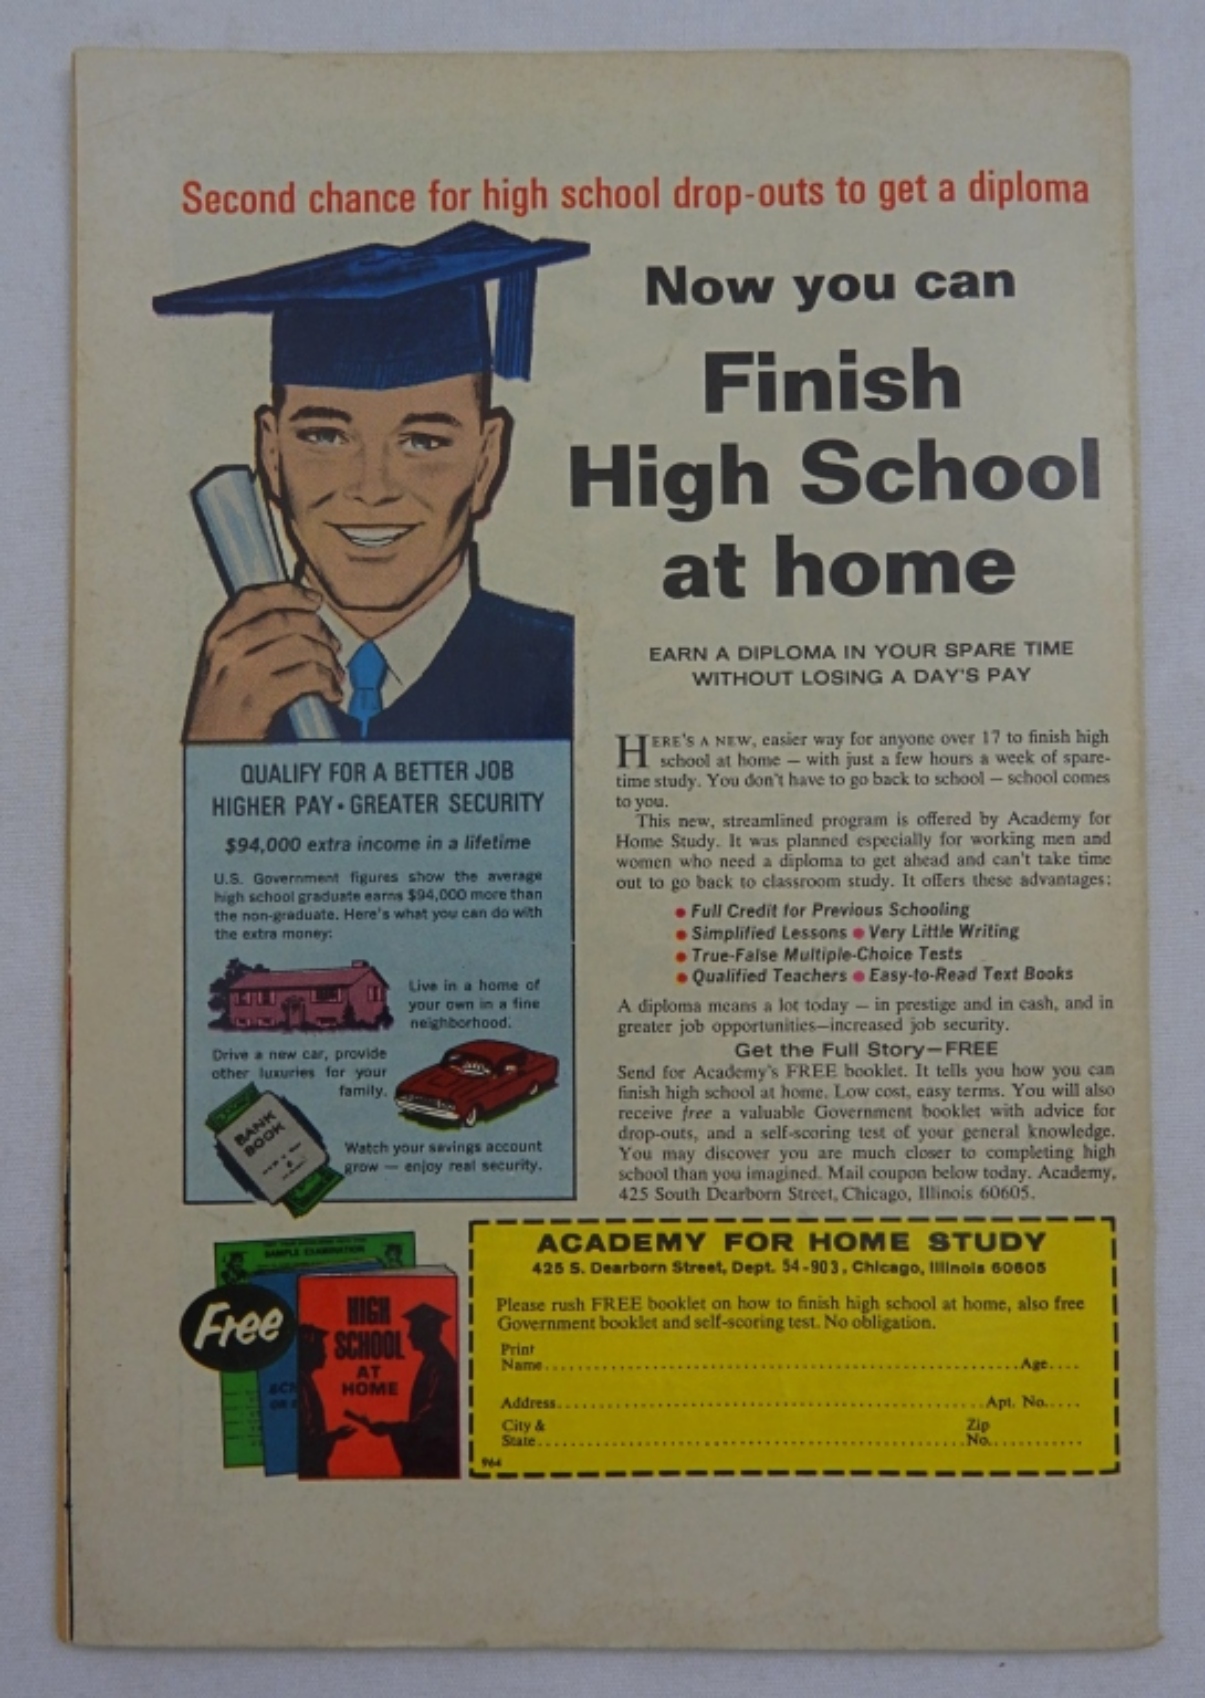 Second chance for high school drop-outs to get a diploma
Now you can
Finish
High School
at home
EARN A DIPLOMA IN YOUR SPARE TIME
WITHOUT LOSING A DAY'S PAY
HERE'S A NEW, easier way for anyone over 17 to finish high
school at home — with just a few hours a week of spare-
time study. You don't have to go back to school — school comes
to you.
This new, streamlined program is offered by Academy for
Home Study. It was planned especially for working men and
women who need a diploma to get ahead and can't take time
out to go back to classroom study. It offers these advantages:
• Full Credit for Previous Schooling
• Simplified Lessons • Very Little Writing
• True-False Multiple-Choice Tests
• Qualified Teachers • Easy-to-Read Text Books
A diploma means a lot today — in prestige and in cash, and in
greater job opportunities—increased job security.
Get the Full Story—FREE
Send for Academy's FREE booklet. It tells you how you can
finish high school at home. Low cost, easy terms. You will also
receive free a valuable Government booklet with advice for
drop-outs, and a self-scoring test of your general knowledge.
You may discover you are much closer to completing high
school than you imagined. Mail coupon below today. Academy,
425 South Dearborn Street, Chicago, Illinois 60605.
QUALIFY FOR A BETTER JOB
HIGHER PAY • GREATER SECURITY
$94,000 extra income in a lifetime
U.S. Government figures show the average
high school graduate earns $94,000 more than
the non-graduate. Here's what you can do with
the extra money:
Live in a home of
your own in a fine
neighborhood.
Drive a new car, provide
other luxuries for your
family.
BANK
BOOK
Watch your savings account
grow — enjoy real security.
SAMPLE EXAMINATION
Free
HIGH
SCHOOL
AT
HOME
ACADEMY FOR HOME STUDY
425 S. Dearborn Street, Dept. 54-903, Chicago, Illinois 60605
Please rush FREE booklet on how to finish high school at home, also free
Government booklet and self-scoring test. No obligation.
Print
Name Age
Address Apt. No.
City & Zip
State No.
964